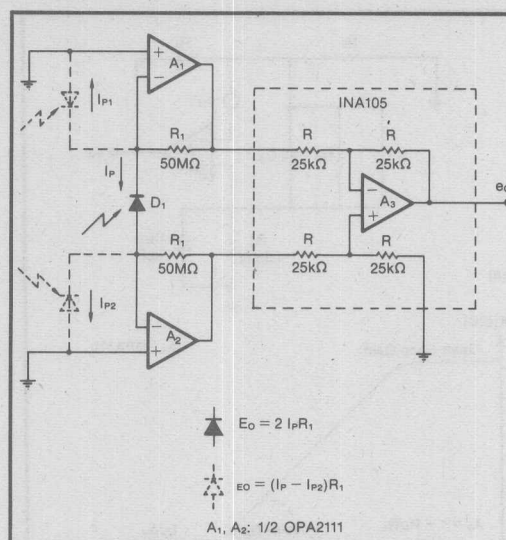 A1
IP1
INA105
R1
50MΩ
R
25kΩ
R
25kΩ
IP
D1
A3
eO
R1
50MΩ
R
25kΩ
R
25kΩ
IP2
A2
EO = 2 IPR1
EO = (IP − IP2)R1
A1, A2: 1/2 OPA2111